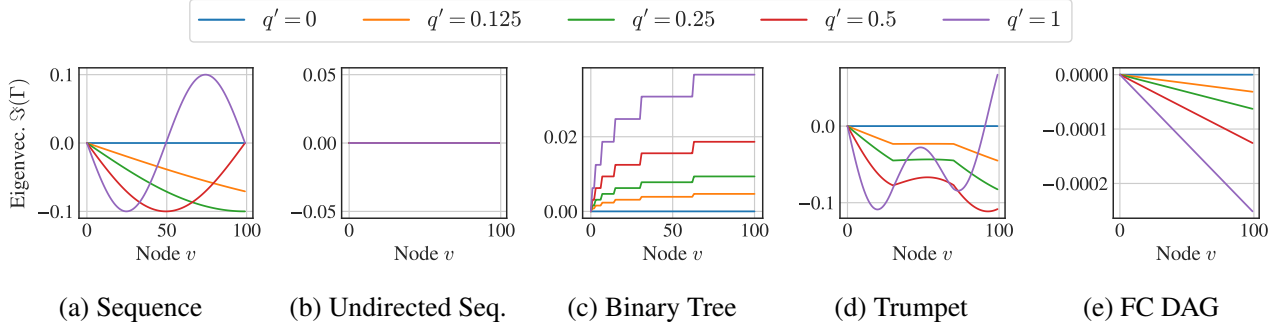 q′ = 0 q′ = 0.125 q′ = 0.25 q′ = 0.5 q′ = 1
Eigenvec. ℑ(Γ)
0.1
0.0
−0.1
0 50 100
Node v
0.05
0.00
−0.05
0 100
Node v
0.02
0.00
0 50 100
Node v
0.0
−0.1
0 50 100
Node v
0.0000
−0.0001
−0.0002
0 100
Node v
(a) Sequence (b) Undirected Seq. (c) Binary Tree (d) Trumpet (e) FC DAG